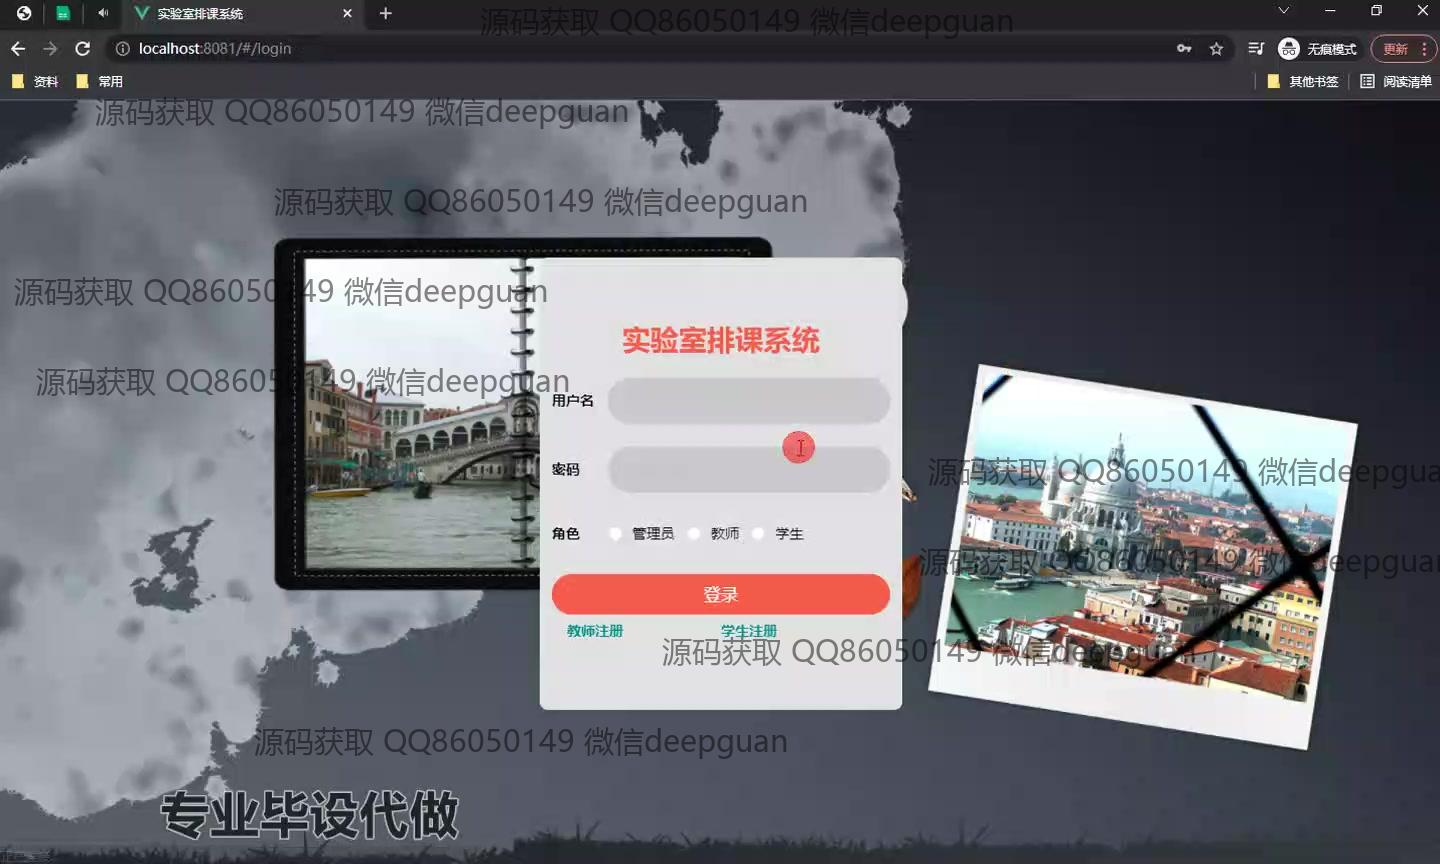 实验室排课系统
源码获取 QQ86050149 微信deepguan
localhost:8081/#/login
无痕模式
更新
资料
常用
其他书签
阅读清单
源码获取 QQ86050149 微信deepguan
源码获取 QQ86050149 微信deepguan
源码获取 QQ86050149 微信deepguan
实验室排课系统
源码获取 QQ86050149 微信deepguan
用户名
密码
源码获取 QQ86050149 微信deepgua
角色 管理员 教师 学生
源码获取 QQ86050149 微信deepguan
登录
教师注册 学生注册
源码获取 QQ86050149 微信deepguan
源码获取 QQ86050149 微信deepguan
专业毕设代做